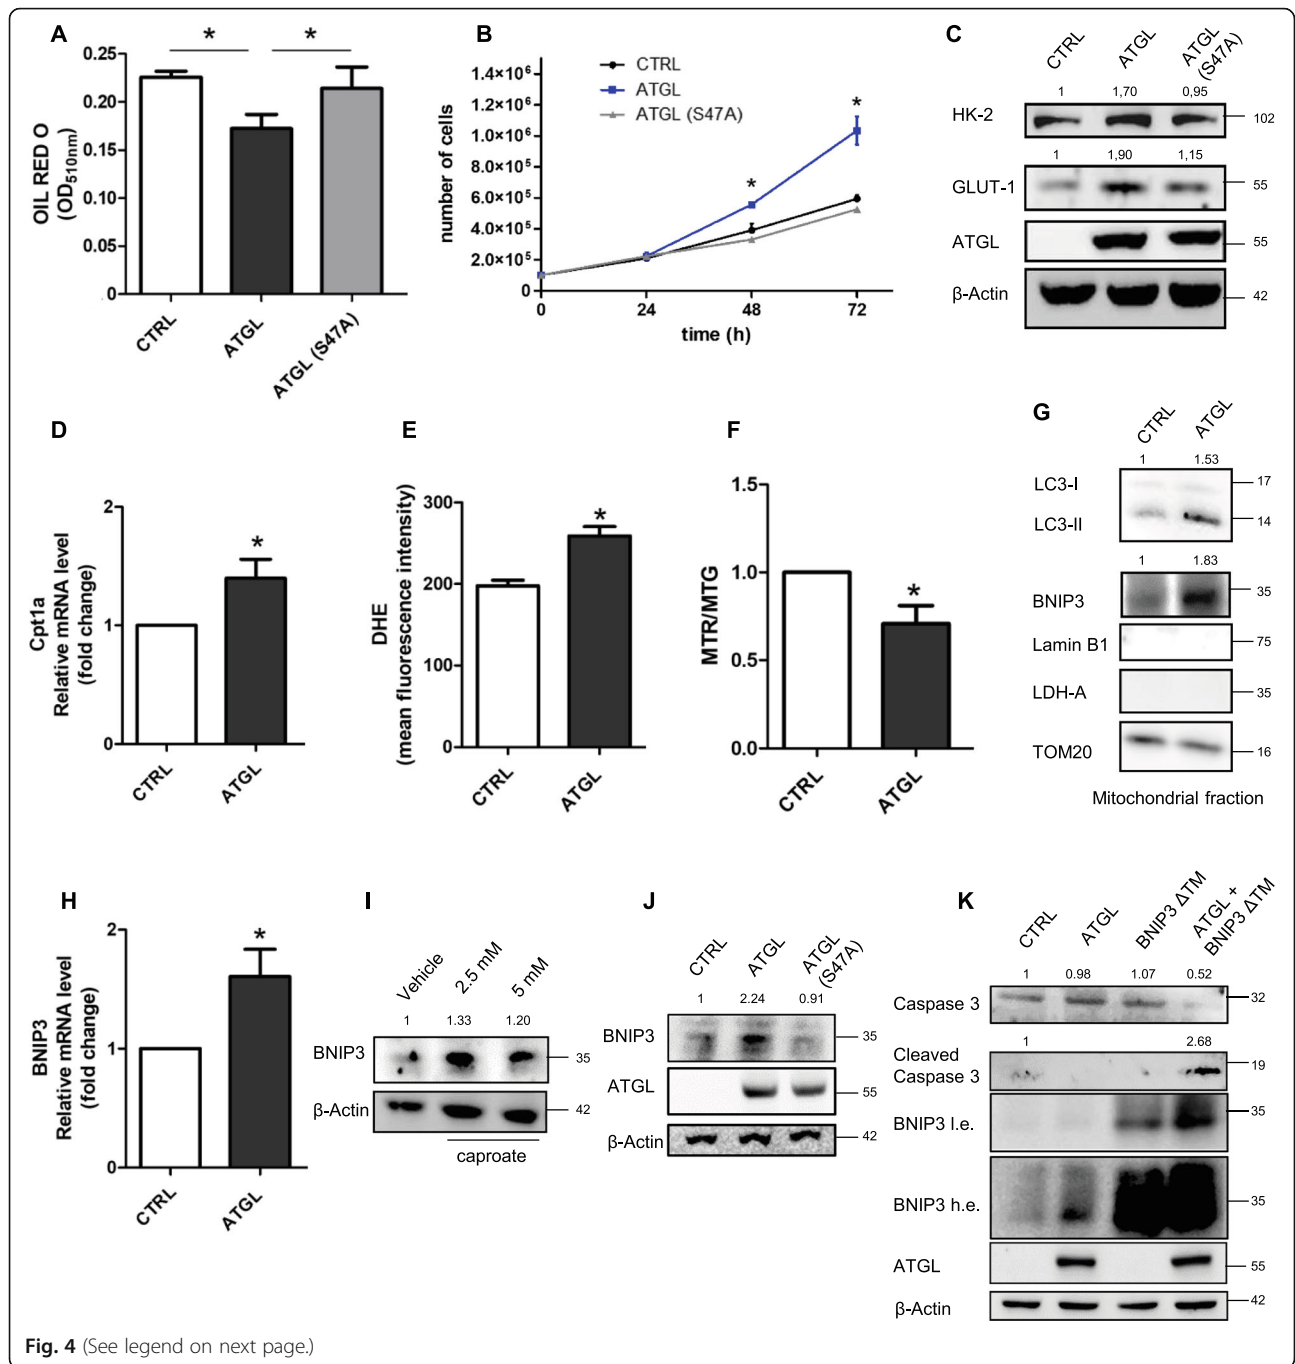 A
OIL RED O
(OD510nm)
0.25
0.20
0.15
0.10
0.05
0
*
*
CTRL
ATGL
ATGL (S47A)
B
number of cells
1.4×10⁶
1.2×10⁶
1.0×10⁶
8.0×10⁵
6.0×10⁵
4.0×10⁵
2.0×10⁵
0
CTRL
ATGL
ATGL (S47A)
*
*
0 24 48 72
time (h)
C
CTRL
ATGL
ATGL
(S47A)
1 1,70 0,95
HK-2 102
1 1,90 1,15
GLUT-1 55
ATGL 55
β-Actin 42
D
Cpt1a
Relative mRNA level
(fold change)
2
1
0
*
CTRL
ATGL
E
DHE
(mean fluorescence intensity)
300
200
100
0
*
CTRL
ATGL
F
MTR/MTG
1.5
1.0
0.5
0.0
*
CTRL
ATGL
G
CTRL
ATGL
1 1.53
LC3-I 17
LC3-II 14
1 1.83
BNIP3 35
Lamin B1 75
LDH-A 35
TOM20 16
Mitochondrial fraction
H
BNIP3
Relative mRNA level
(fold change)
2
1
0
*
CTRL
ATGL
I
Vehicle
2.5 mM
5 mM
1 1.33 1.20
BNIP3 35
β-Actin 42
caproate
J
CTRL
ATGL
ATGL
(S47A)
1 2.24 0.91
BNIP3 35
ATGL 55
β-Actin 42
K
CTRL
ATGL
BNIP3 ΔTM
ATGL +
BNIP3 ΔTM
1 0.98 1.07 0.52
Caspase 3 32
1 2.68
Cleaved
Caspase 3 19
BNIP3 l.e. 35
BNIP3 h.e. 35
ATGL 55
β-Actin 42
Fig. 4 (See legend on next page.)